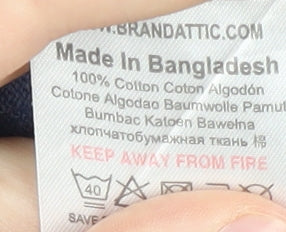 .BRANDATTIC.COM
Made In Bangladesh
100% Cotton Coton Algodón
Cotone Algodao Baumwolle Pamut
Bumbac Katoen Bawełna
хлопчатобумажная ткань 棉
KEEP AWAY FROM FIRE
40
SAVE